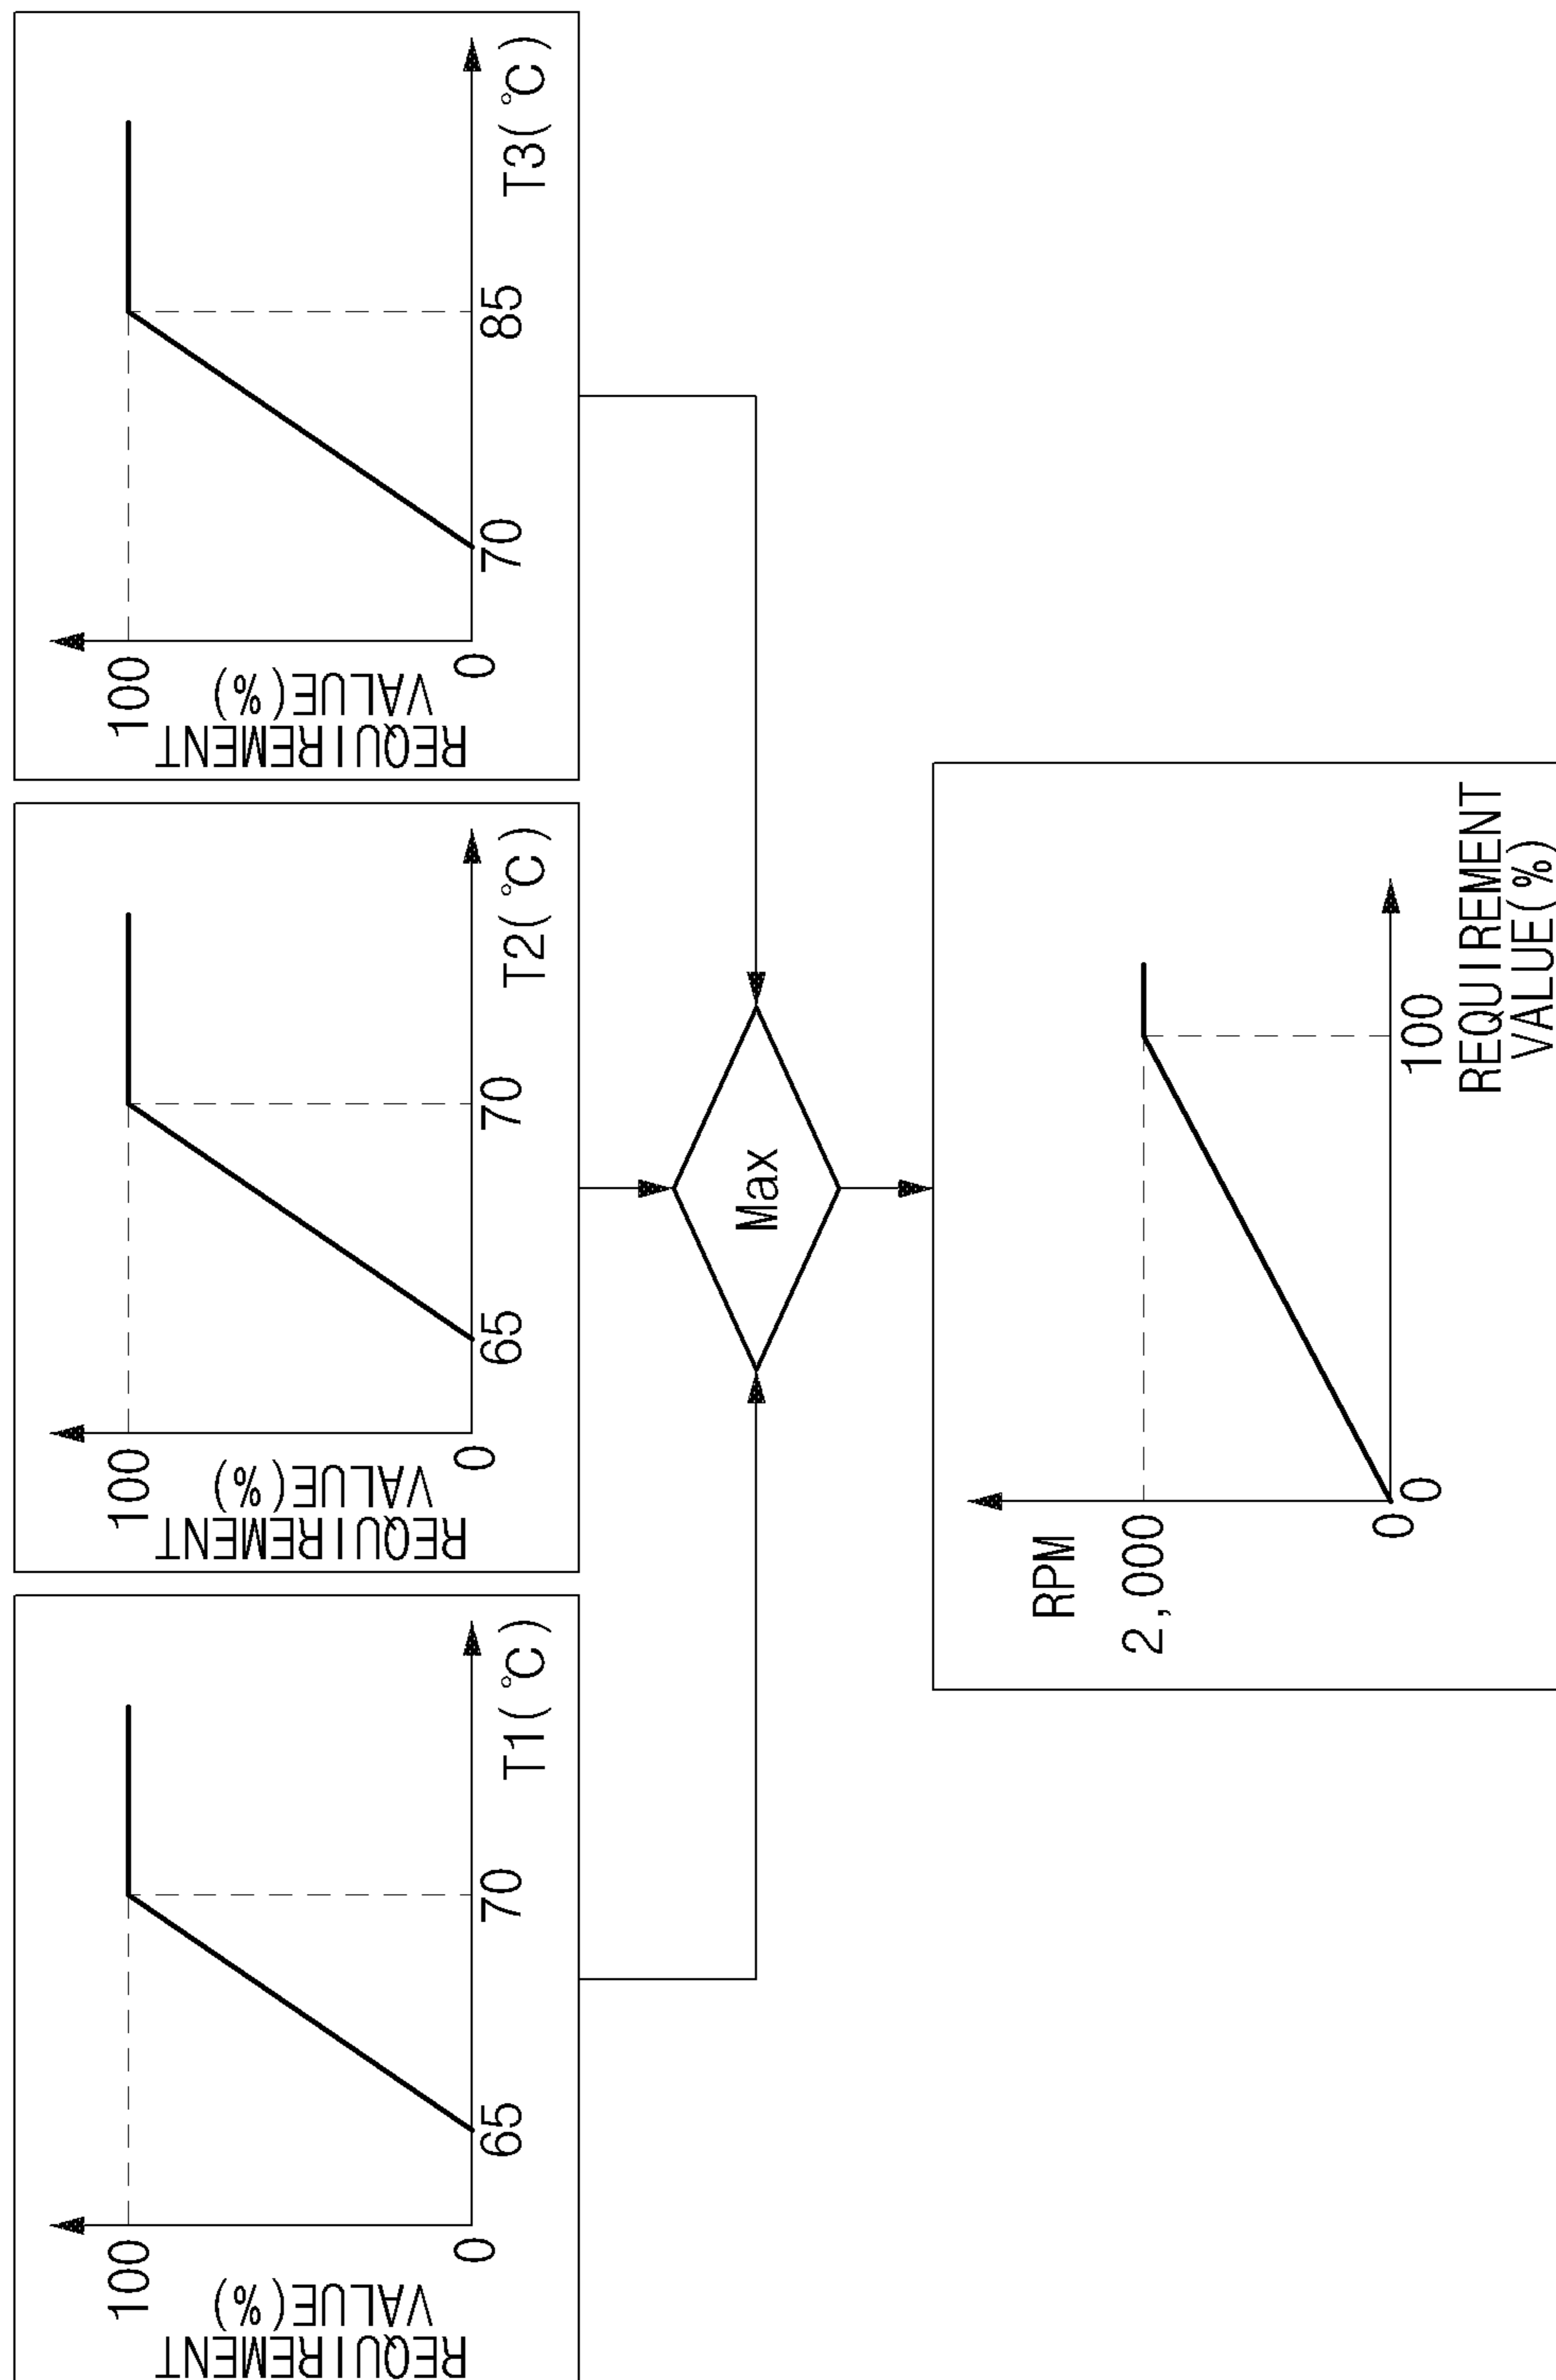 REQUIREMENT
VALUE(%)
100
0
65
70
T1(℃)
REQUIREMENT
VALUE(%)
100
0
65
70
T2(℃)
REQUIREMENT
VALUE(%)
100
0
70
85
T3(℃)
Max
RPM
2,000
0
0
100
REQUIREMENT
VALUE(%)